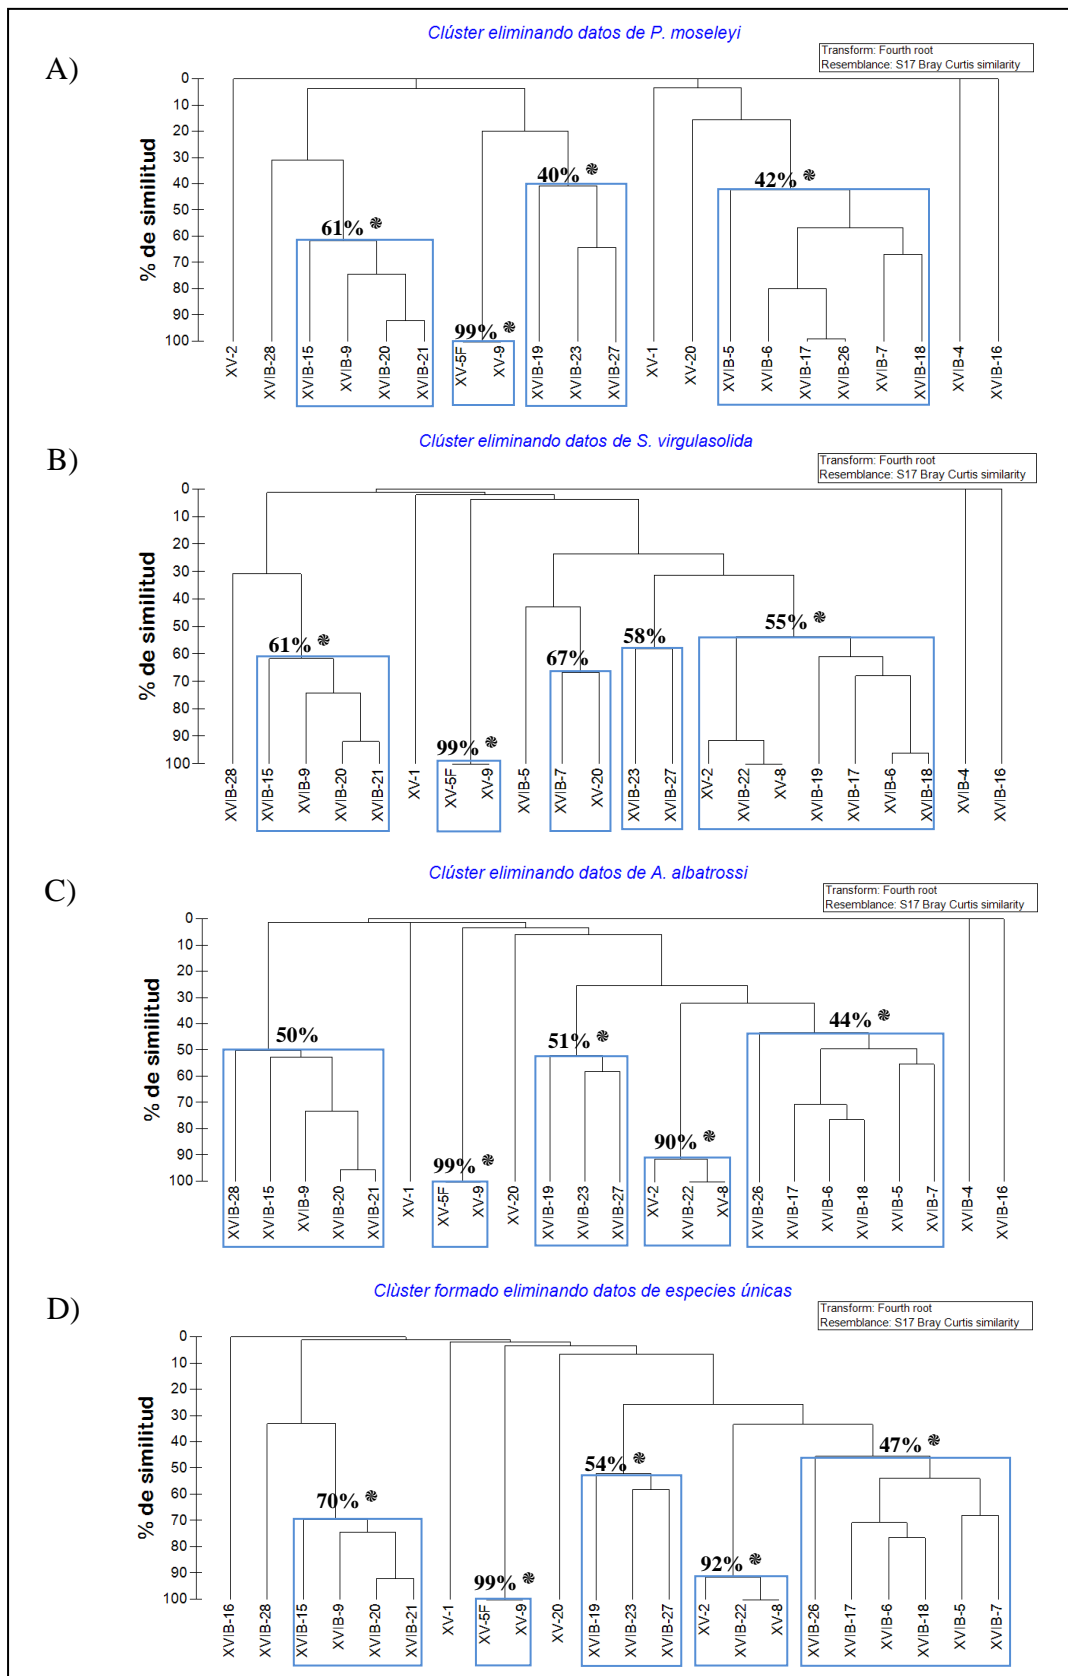 Clúster eliminando datos de P. moseleyi
A)
Transform: Fourth root
Resemblance: S17 Bray Curtis similarity
% de similitud
0
10
20
30
40
50
60
70
80
90
100
61%
99%
40%
42%
XV-2
XVIB-28
XVIB-15
XVIB-9
XVIB-20
XVIB-21
XV-5F
XV-9
XVIB-19
XVIB-23
XVIB-27
XV-1
XV-20
XVIB-5
XVIB-6
XVIB-17
XVIB-26
XVIB-7
XVIB-18
XVIB-4
XVIB-16
Clúster eliminando datos de S. virgulasolida
B)
Transform: Fourth root
Resemblance: S17 Bray Curtis similarity
% de similitud
0
10
20
30
40
50
60
70
80
90
100
61%
99%
67%
58%
55%
XVIB-28
XVIB-15
XVIB-9
XVIB-20
XVIB-21
XV-1
XV-5F
XV-9
XVIB-5
XVIB-7
XV-20
XVIB-23
XVIB-27
XV-2
XVIB-22
XV-8
XVIB-19
XVIB-17
XVIB-6
XVIB-18
XVIB-4
XVIB-16
Clúster eliminando datos de A. albatrossi
C)
Transform: Fourth root
Resemblance: S17 Bray Curtis similarity
% de similitud
0
10
20
30
40
50
60
70
80
90
100
50%
99%
51%
90%
44%
XVIB-28
XVIB-15
XVIB-9
XVIB-20
XVIB-21
XV-1
XV-5F
XV-9
XV-20
XVIB-19
XVIB-23
XVIB-27
XV-2
XVIB-22
XV-8
XVIB-26
XVIB-17
XVIB-6
XVIB-18
XVIB-5
XVIB-7
XVIB-4
XVIB-16
Clùster formado eliminando datos de especies únicas
D)
Transform: Fourth root
Resemblance: S17 Bray Curtis similarity
% de similitud
0
10
20
30
40
50
60
70
80
90
100
70%
99%
54%
92%
47%
XVIB-16
XVIB-28
XVIB-15
XVIB-9
XVIB-20
XVIB-21
XV-1
XV-5F
XV-9
XV-20
XVIB-19
XVIB-23
XVIB-27
XV-2
XVIB-22
XV-8
XVIB-26
XVIB-17
XVIB-6
XVIB-18
XVIB-5
XVIB-7